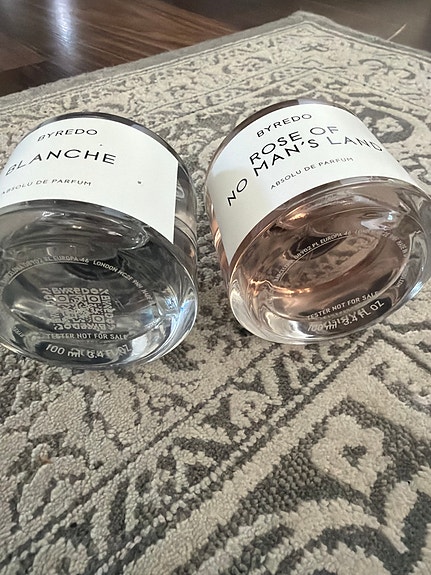 BYREDO
BLANCHE
ABSOLU DE PARFUM
TESTER NOT FOR SALE
100 ml 3.4 fl oz
BYREDO
ROSE OF
NO MAN'S LAND
ABSOLU DE PARFUM
TESTER NOT FOR SALE
100 ml 3.4 fl oz